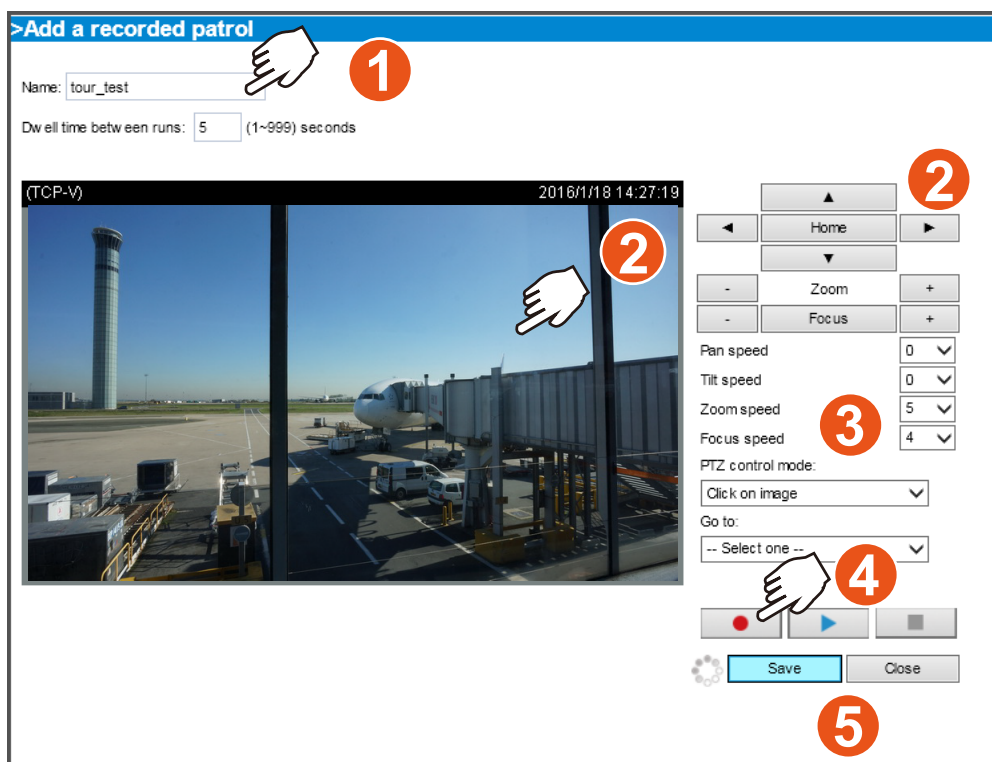 >Add a recorded patrol
1
Name: tour_test
Dwell time between runs: 5 (1~999) seconds
(TCP-V) 2016/1/18 14:27:19
2
2
Home
- Zoom +
- Focus +
Pan speed 0
Tilt speed 0
Zoom speed 5
3
Focus speed 4
PTZ control mode:
Click on image
Go to:
-- Select one --
4
Save Close
5